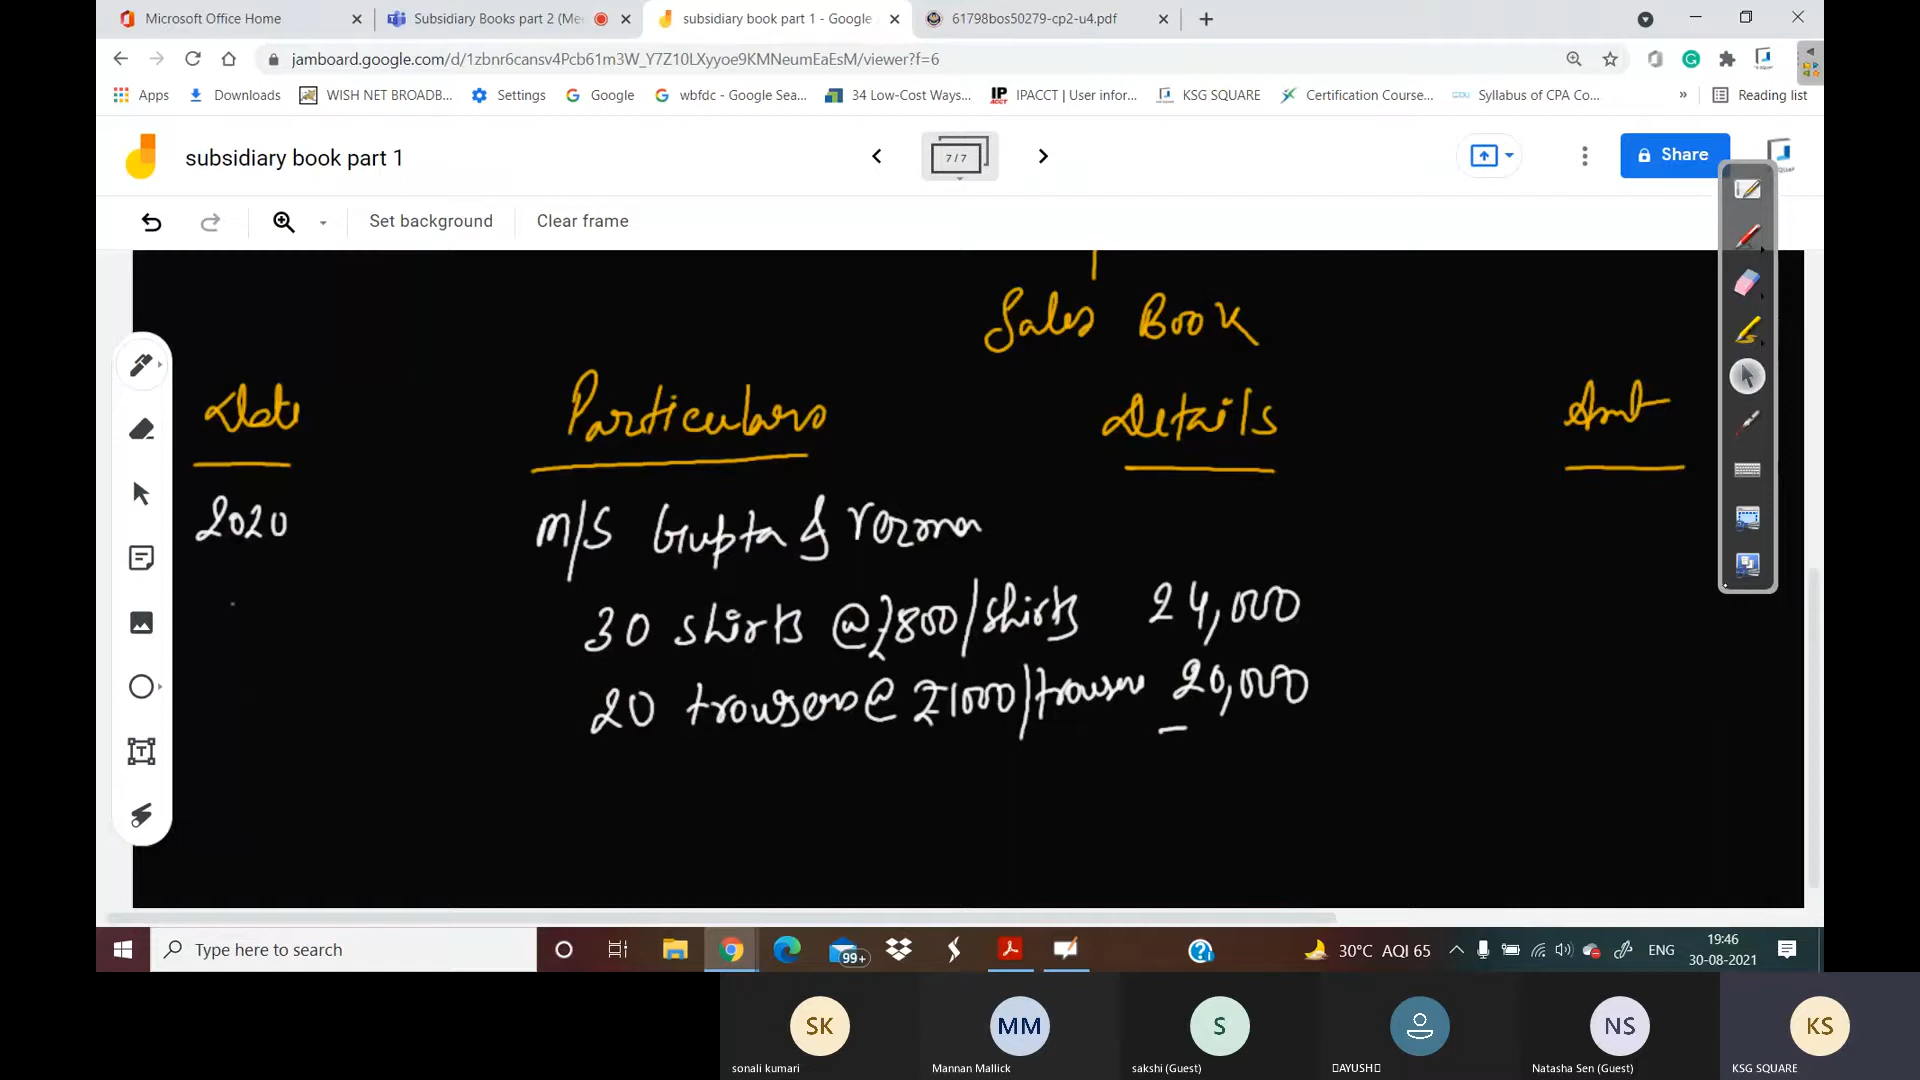 Microsoft Office Home
Subsidiary Books part 2 (Mee
subsidiary book part 1 - Google
61798bos50279-cp2-u4.pdf
jamboard.google.com/d/1zbnr6cansv4Pcb61m3W_Y7Z10LXyyoe9KMNeumEaEsM/viewer?f=6
Apps Downloads WISH NET BROADB... Settings Google wbfdc - Google Sea... 34 Low-Cost Ways... IPACCT | User infor... KSG SQUARE Certification Course... Syllabus of CPA Co... » Reading list
subsidiary book part 1
7 / 7
Share
Set background Clear frame
Sales Book
Date Particulars Details Amt
2020 M/S Gupta & Verma
30 shirts @₹800/shirts 24,000
20 trousers@ ₹1000/trousers 20,000
Type here to search
99+
30°C AQI 65
ENG
19:46
30-08-2021
SK MM S NS KS
sonali kumari Mannan Mallick sakshi (Guest) AYUSH Natasha Sen (Guest) KSG SQUARE